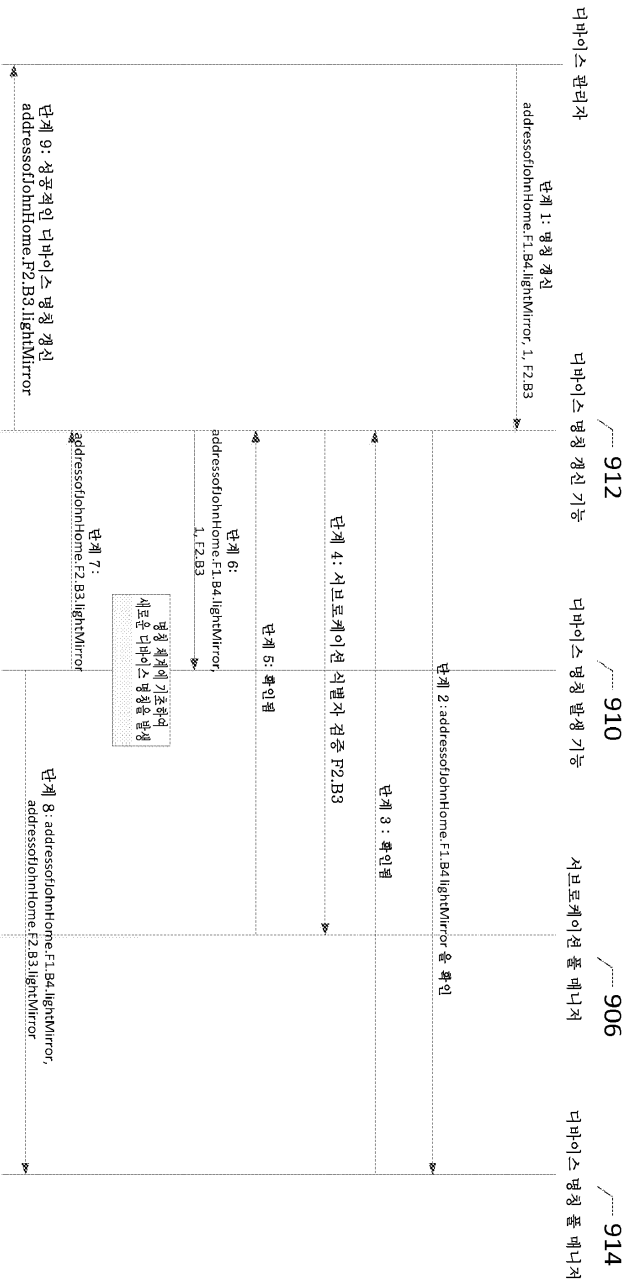 디바이스 관리자
912
디바이스 명칭 갱신 기능
910
디바이스 명칭 발생 기능
906
서브로케이션 풀 매니저
914
디바이스 명칭 풀 매니저
단계 1: 명칭 갱신
addressofJohnHome.F1.B4.lightMirror, 1, F2.B3
단계 2 : addressofJohnHome.F1.B4 lightMirror 을 확인
단계 3 : 확인됨
단계 4: 서브로케이션 식별자 검증 F2.B3
단계 5: 확인됨
단계 6:
addressofJohnHome.F1.B4.lightMirror,
1, F2.B3
명칭 체계에 기초하여
새로운 디바이스 명칭을 발생
단계 7:
addressofJohnHome.F2.B3.lightMirror
단계 8: addressofJohnHome.F1.B4.lightMirror,
addressofJohnHome.F2.B3.lightMirror
단계 9: 성공적인 디바이스 명칭 갱신
addressofJohnHome.F2.B3.lightMirror